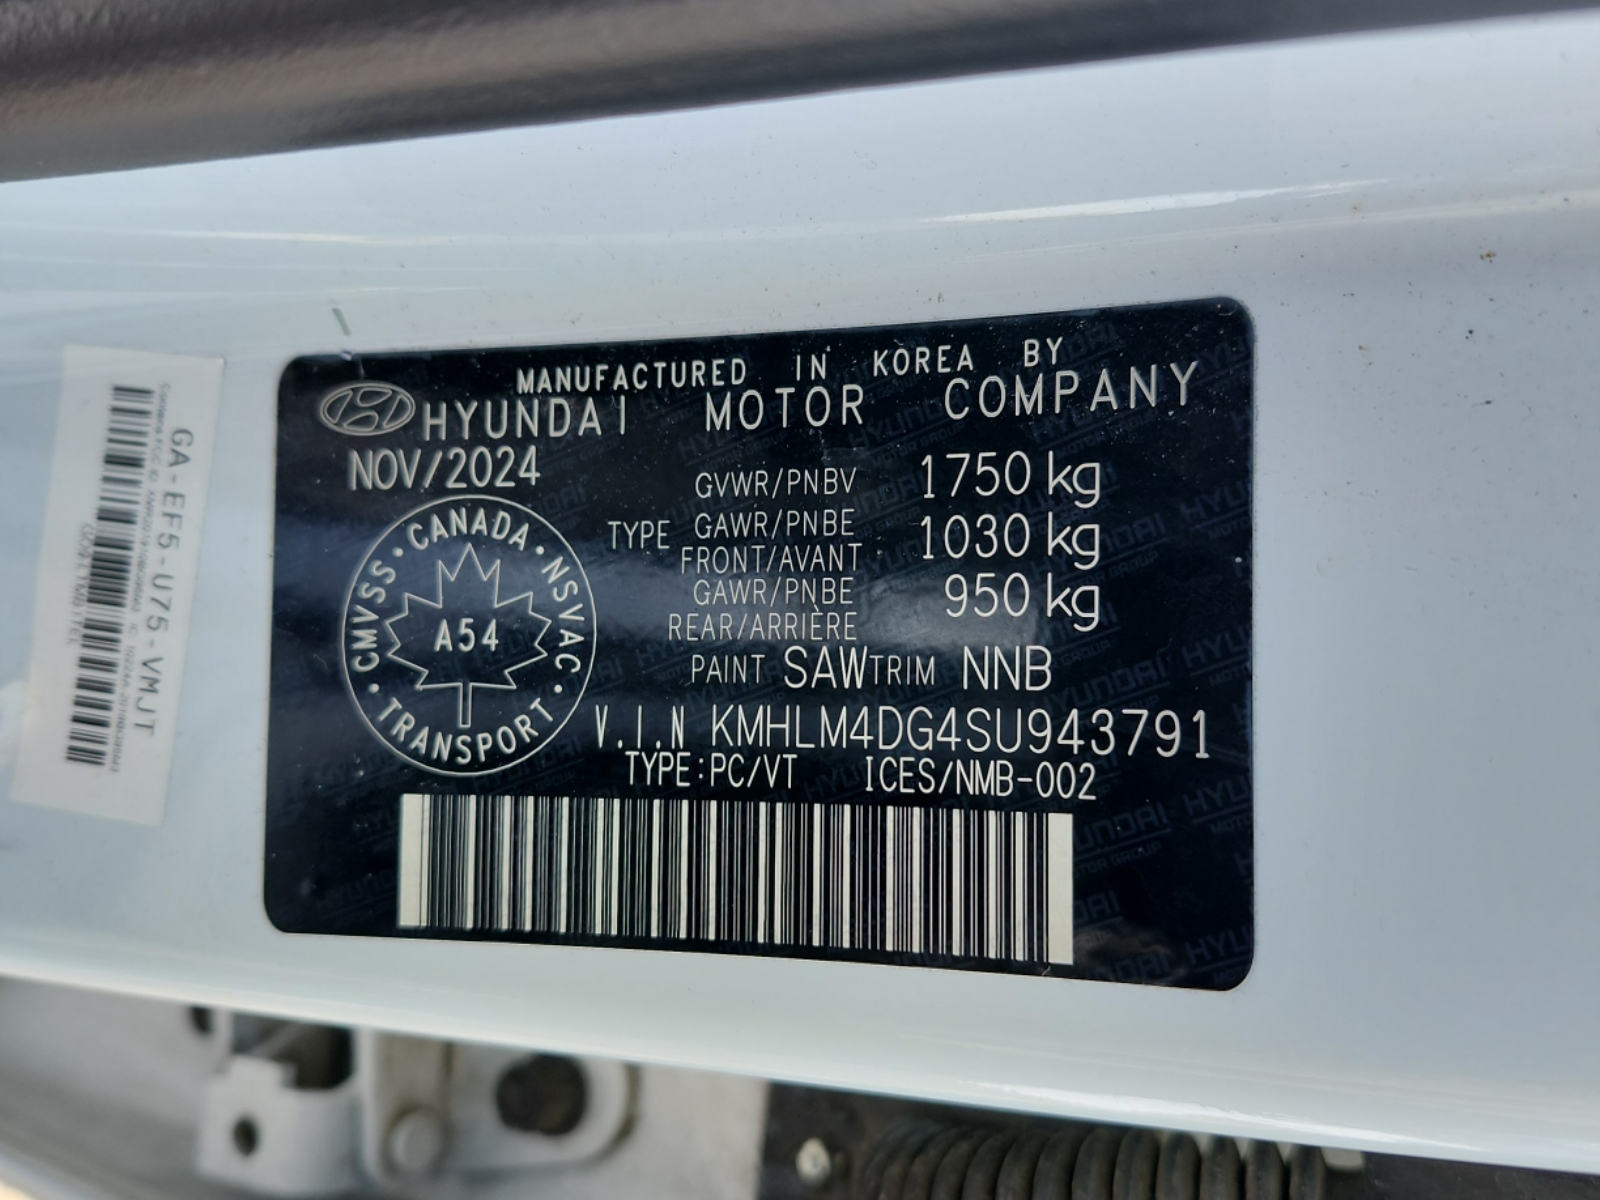 MANUFACTURED IN KOREA BY
HYUNDAI MOTOR COMPANY
NOV/2024
GVWR/PNBV 1750 kg
TYPE GAWR/PNBE FRONT/AVANT 1030 kg
GAWR/PNBE REAR/ARRIÈRE 950 kg
PAINT SAW TRIM NNB
V.I.N KMHLM4DG4SU943791
TYPE:PC/VT ICES/NMB-002
CANADA · NSVAC · TRANSPORT · CMVSS
A54
GA-EF5-U75-VMJT